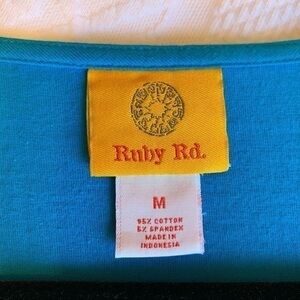 Ruby Rd.
M
95% COTTON
5% SPANDEX
MADE IN
INDONESIA